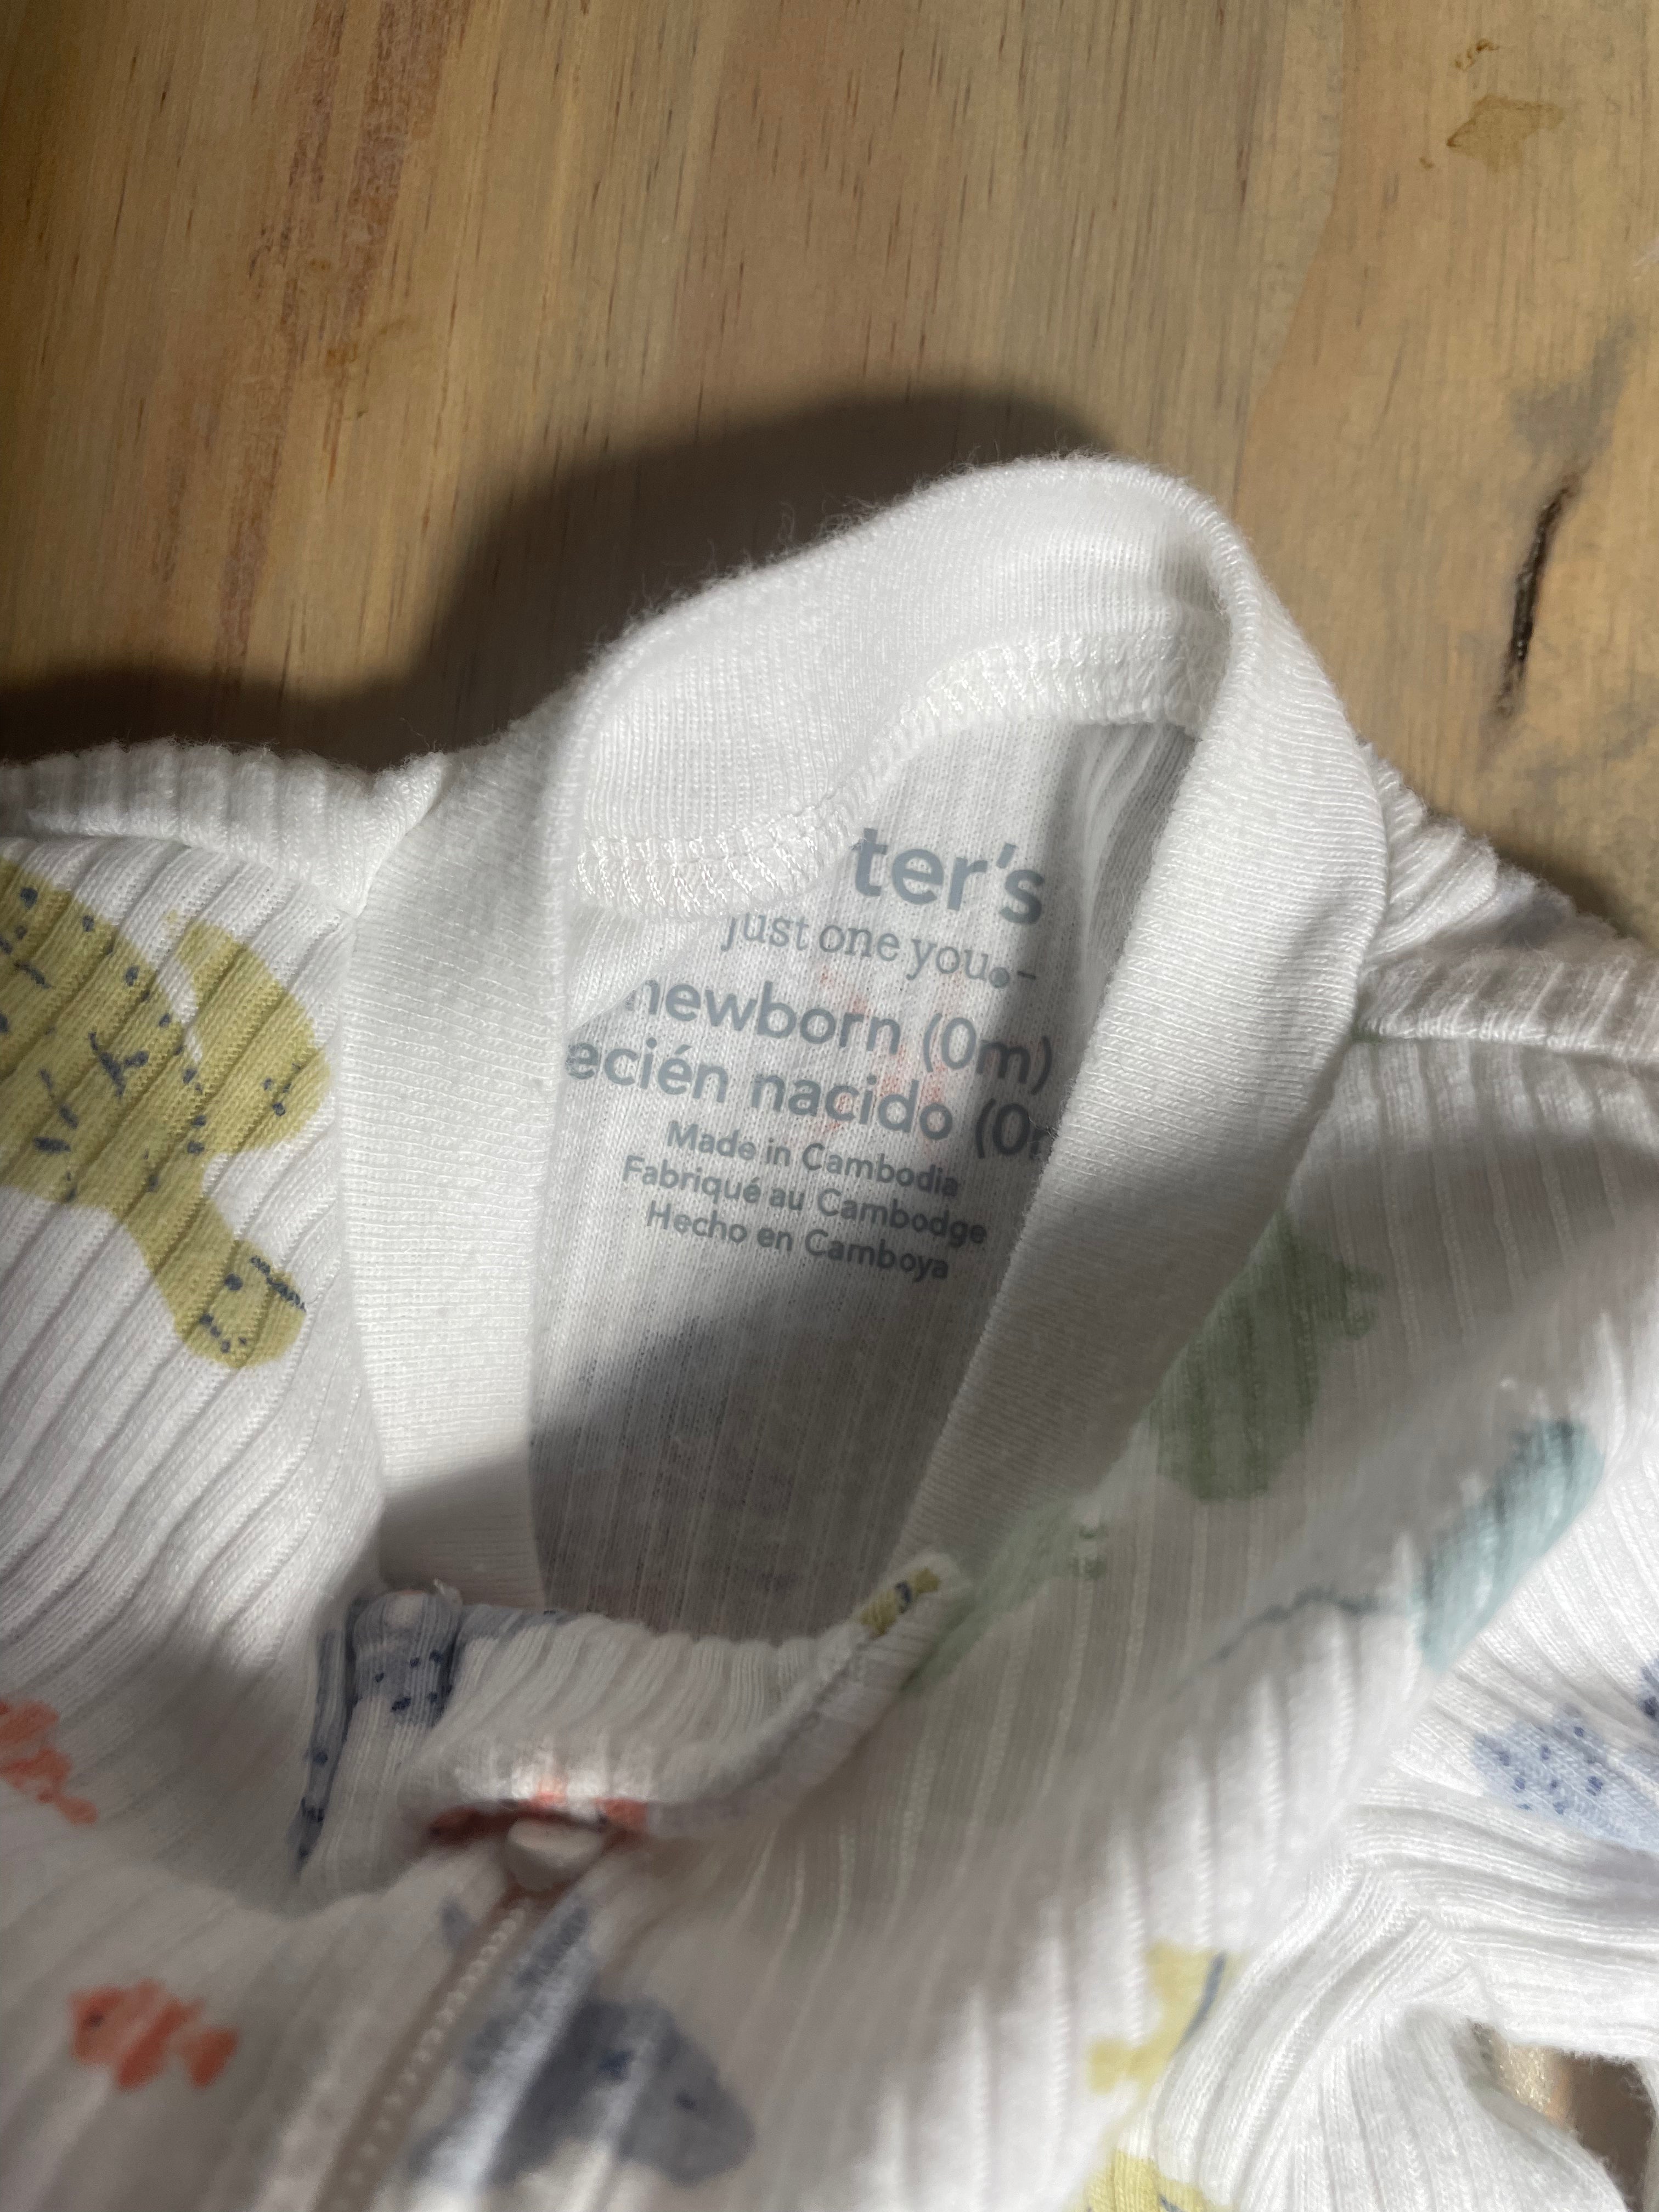 ter's
just one you.-
newborn (0m)
ecién nacido (0
Made in Cambodia
Fabriqué au Cambodge
Hecho en Camboya